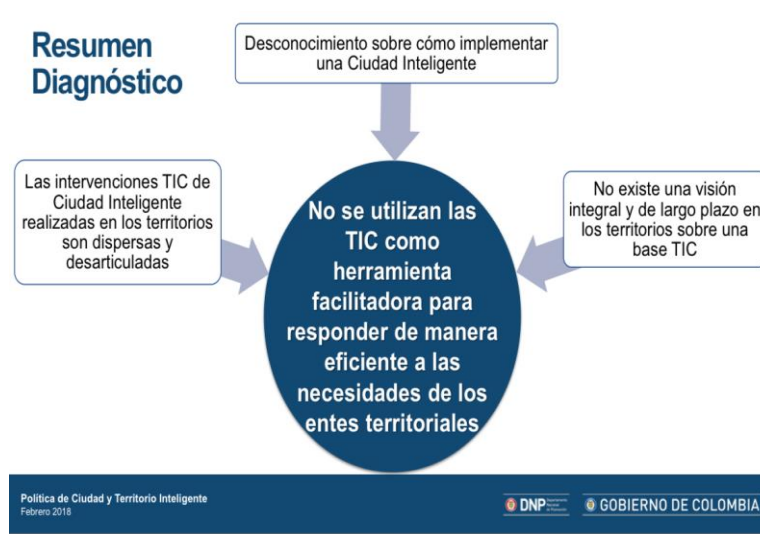 Resumen
Diagnóstico
Desconocimiento sobre cómo implementar
una Ciudad Inteligente
Las intervenciones TIC de
Ciudad Inteligente
realizadas en los territorios
son dispersas y
desarticuladas
No existe una visión
integral y de largo plazo en
los territorios sobre una
base TIC
No se utilizan las
TIC como
herramienta
facilitadora para
responder de manera
eficiente a las
necesidades de los
entes territoriales
Política de Ciudad y Territorio Inteligente
Febrero 2018
DNP
GOBIERNO DE COLOMBIA